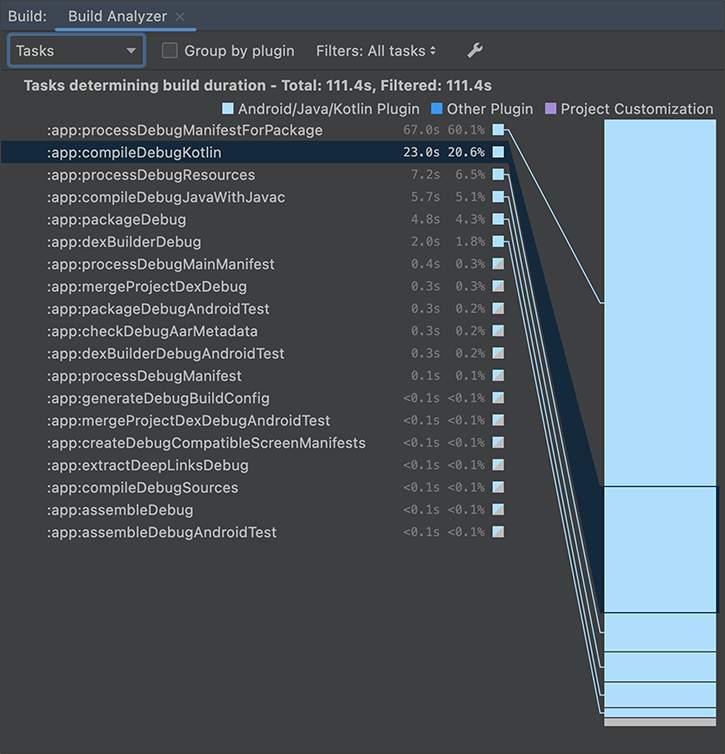 Build: Build Analyzer ×
Tasks Group by plugin Filters: All tasks
Tasks determining build duration - Total: 111.4s, Filtered: 111.4s
Android/Java/Kotlin Plugin Other Plugin Project Customization
:app:processDebugManifestForPackage 67.0s 60.1%
:app:compileDebugKotlin 23.0s 20.6%
:app:processDebugResources 7.2s 6.5%
:app:compileDebugJavaWithJavac 5.7s 5.1%
:app:packageDebug 4.8s 4.3%
:app:dexBuilderDebug 2.0s 1.8%
:app:processDebugMainManifest 0.4s 0.3%
:app:mergeProjectDexDebug 0.3s 0.3%
:app:packageDebugAndroidTest 0.3s 0.2%
:app:checkDebugAarMetadata 0.3s 0.2%
:app:dexBuilderDebugAndroidTest 0.3s 0.2%
:app:processDebugManifest 0.1s 0.1%
:app:generateDebugBuildConfig <0.1s <0.1%
:app:mergeProjectDexDebugAndroidTest <0.1s <0.1%
:app:createDebugCompatibleScreenManifests <0.1s <0.1%
:app:extractDeepLinksDebug <0.1s <0.1%
:app:compileDebugSources <0.1s <0.1%
:app:assembleDebug <0.1s <0.1%
:app:assembleDebugAndroidTest <0.1s <0.1%